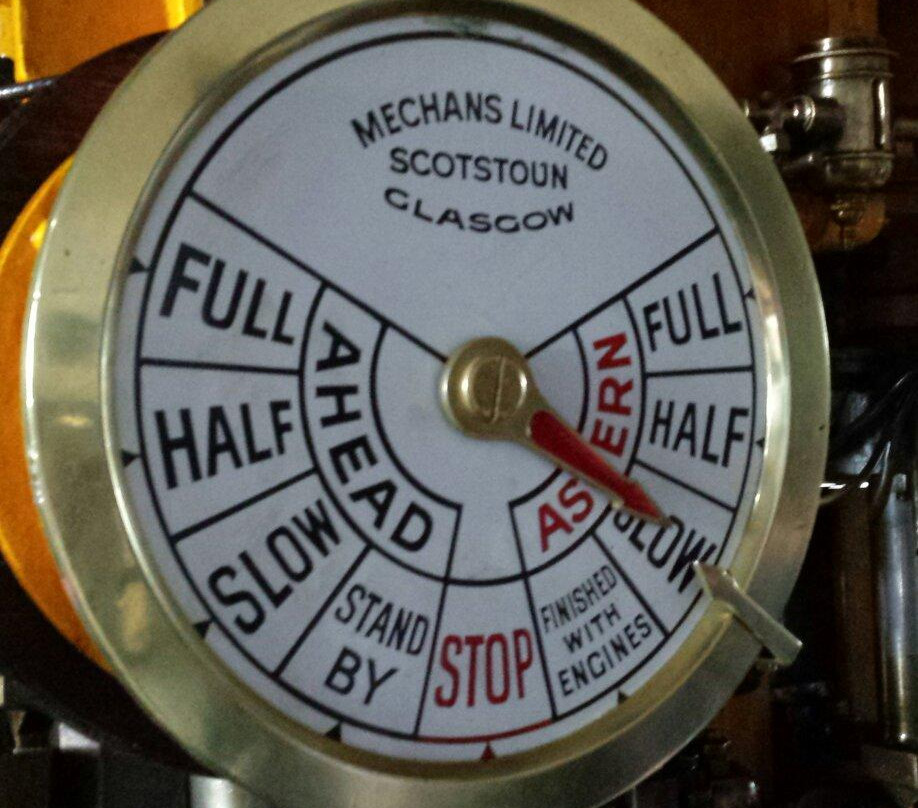 MECHANS LIMITED
SCOTSTOUN
GLASGOW
FULL
HALF
SLOW
AHEAD
STAND
BY
STOP
FINISHED
WITH
ENGINES
ASTERN
FULL
HALF
SLOW